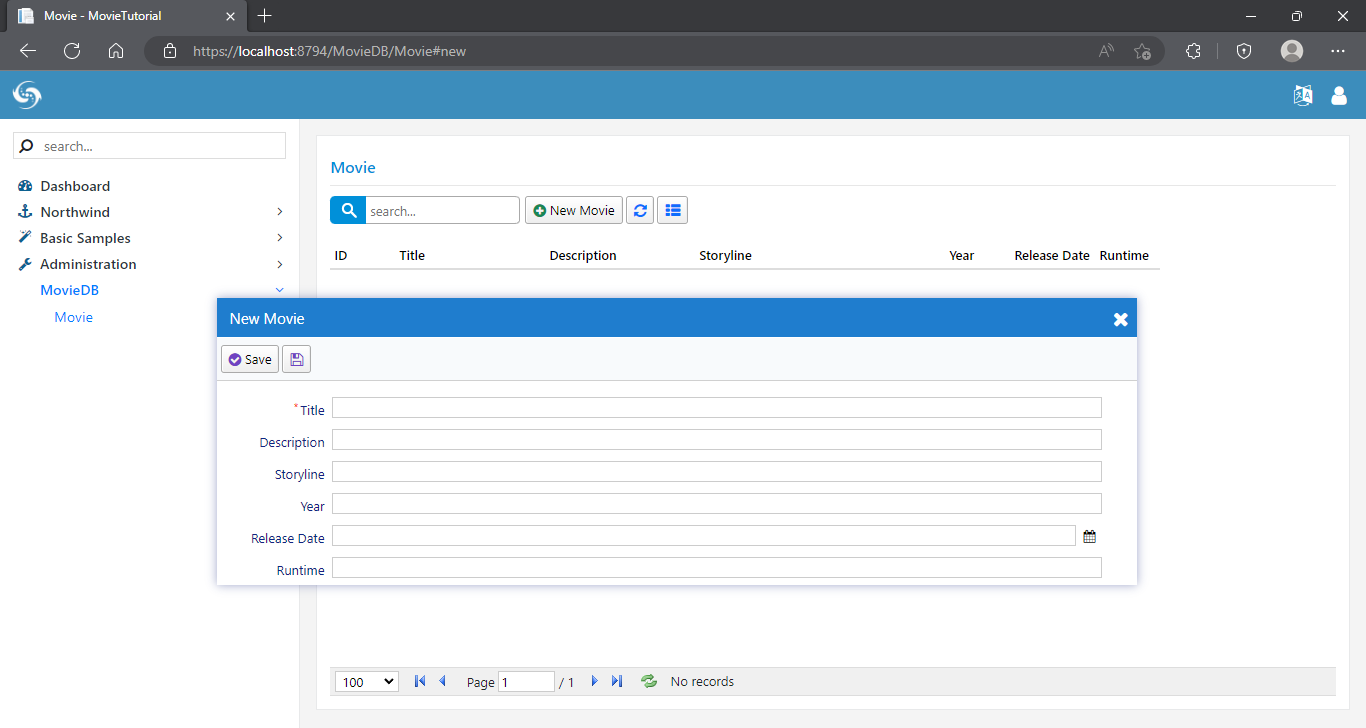 Movie - MovieTutorial
https://localhost:8794/MovieDB/Movie#new
search...
Dashboard
Northwind
Basic Samples
Administration
MovieDB
Movie
Movie
search...
New Movie
ID Title Description Storyline Year Release Date Runtime
New Movie
Save
*Title
Description
Storyline
Year
Release Date
Runtime
100 Page 1 / 1 No records